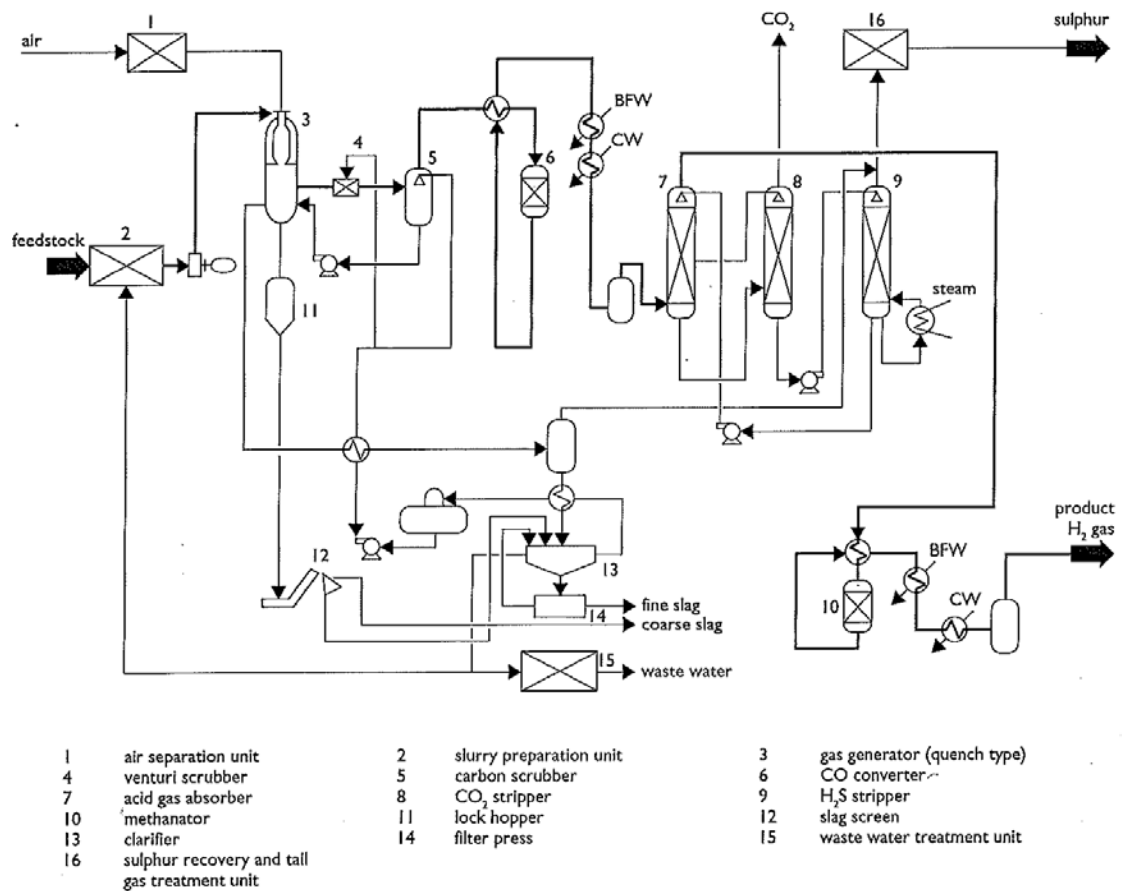 1
air
CO₂
16
sulphur
3
4
5
6
BFW
CW
7
8
9
feedstock
2
11
steam
product
H₂ gas
12
13
14
fine slag
coarse slag
10
BFW
CW
15
waste water
1 air separation unit
2 slurry preparation unit
3 gas generator (quench type)
4 venturi scrubber
5 carbon scrubber
6 CO converter
7 acid gas absorber
8 CO₂ stripper
9 H₂S stripper
10 methanator
11 lock hopper
12 slag screen
13 clarifier
14 filter press
15 waste water treatment unit
16 sulphur recovery and tail
gas treatment unit